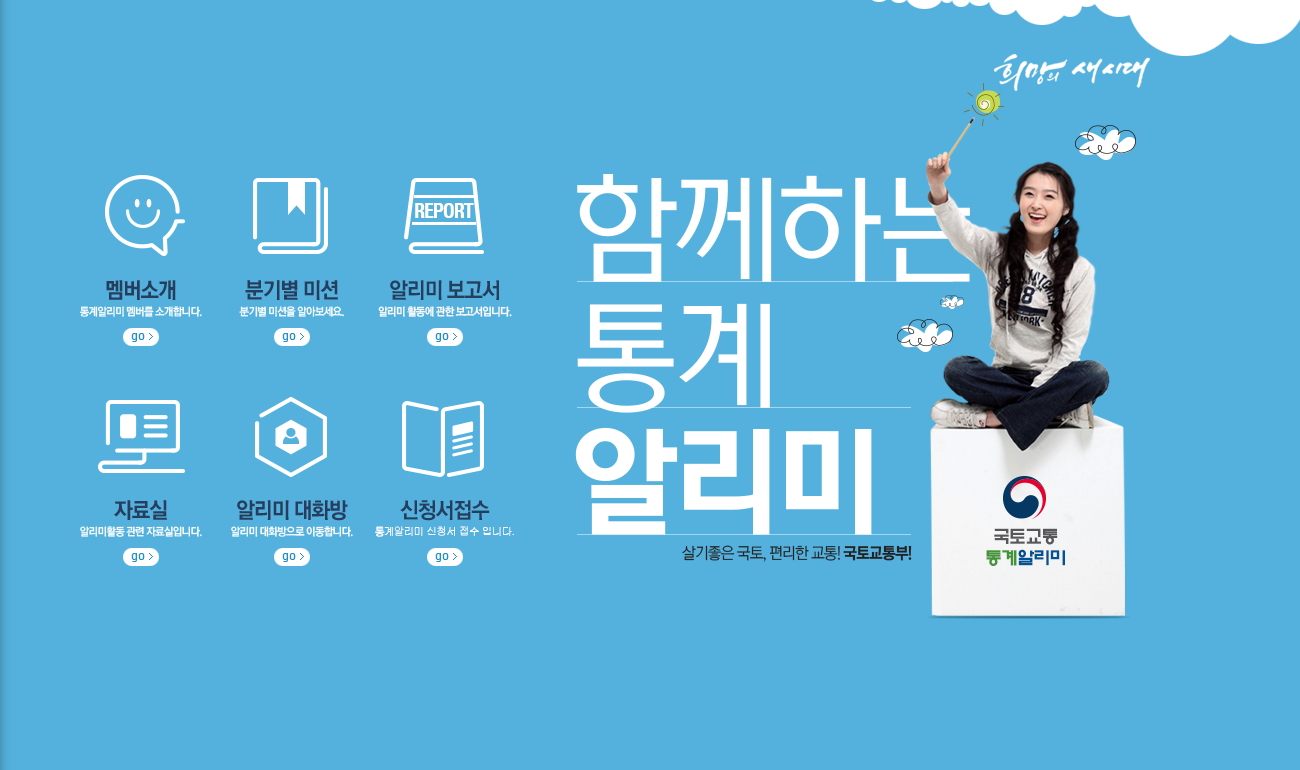 희망의 새시대
함께하는
통계
알리미
살기좋은 국토, 편리한 교통! 국토교통부!
REPORT
멤버소개
통계알리미 멤버를 소개합니다.
go >
분기별 미션
분기별 미션을 알아보세요.
go >
알리미 보고서
알리미 활동에 관한 보고서입니다.
go >
자료실
알리미활동 관련 자료실입니다.
go >
알리미 대화방
알리미 대화방으로 이동합니다.
go >
신청서접수
통계알리미 신청서 접수 입니다.
go >
국토교통
통계알리미